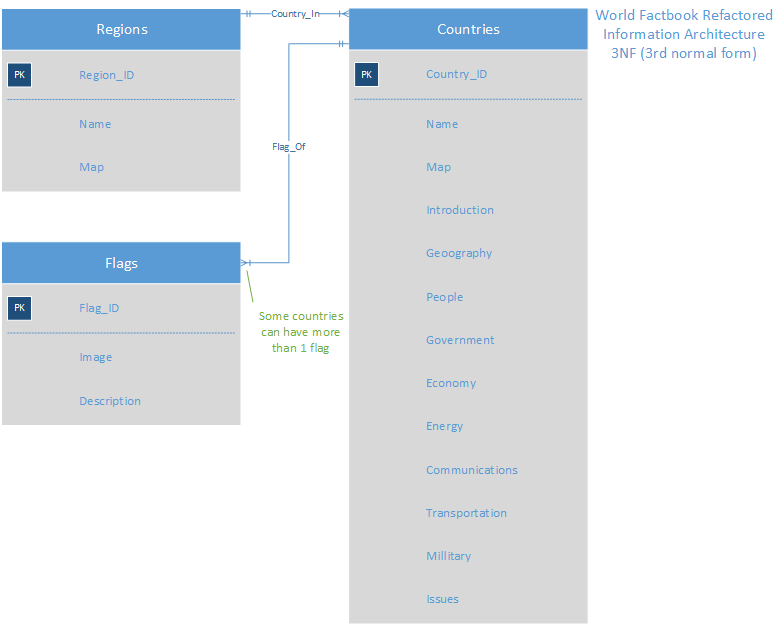 World Factbook Refactored
Information Architecture
3NF (3rd normal form)
Regions
PK
Region_ID
Name
Map
Country_In
Flag_Of
Flags
PK
Flag_ID
Image
Description
Some countries
can have more
than 1 flag
Countries
PK
Country_ID
Name
Map
Introduction
Geoography
People
Government
Economy
Energy
Communications
Transportation
Millitary
Issues